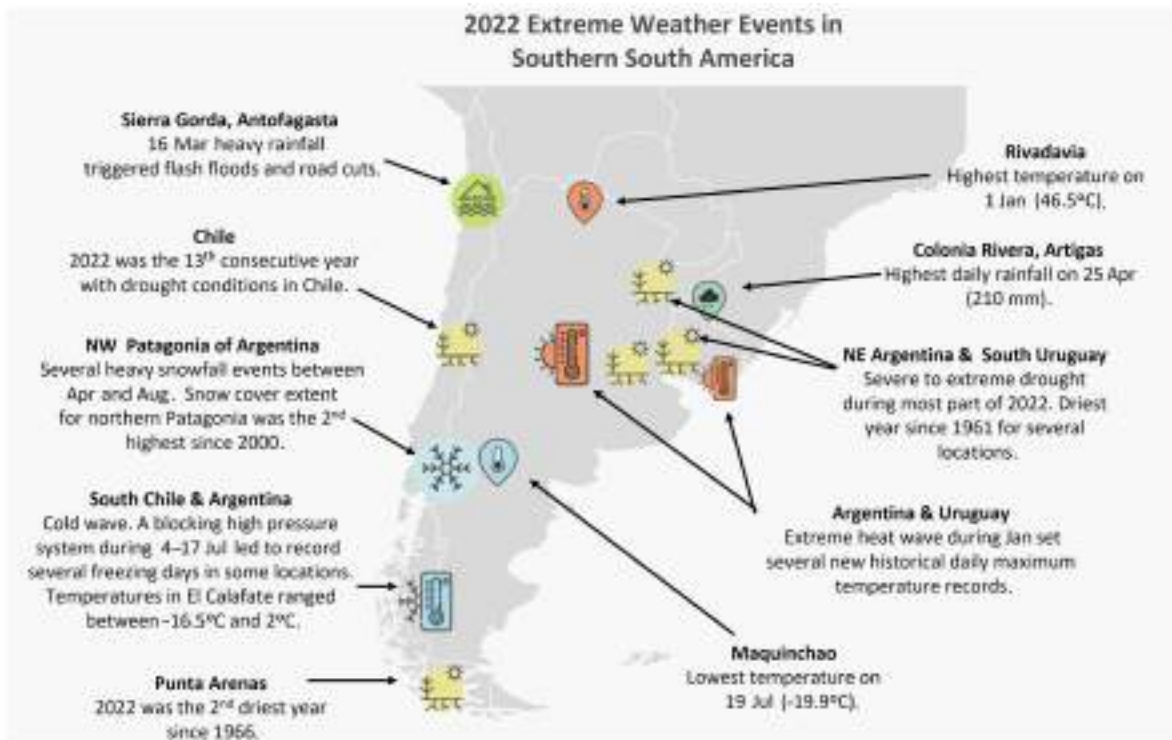 2022 Extreme Weather Events in
Southern South America
Sierra Gorda, Antofagasta
16 Mar heavy rainfall
triggered flash floods and road cuts.
Chile
2022 was the 13th consecutive year
with drought conditions in Chile.
NW Patagonia of Argentina
Several heavy snowfall events between
Apr and Aug. Snow cover extent
for northern Patagonia was the 2nd
highest since 2000.
South Chile & Argentina
Cold wave. A blocking high pressure
system during 4–17 Jul led to record
several freezing days in some locations.
Temperatures in El Calafate ranged
between -16.5ºC and 2ºC.
Punta Arenas
2022 was the 2nd driest year
since 1966.
Rivadavia
Highest temperature on
1 Jan (46.5ºC).
Colonia Rivera, Artigas
Highest daily rainfall on 25 Apr
(210 mm).
NE Argentina & South Uruguay
Severe to extreme drought
during most part of 2022. Driest
year since 1961 for several
locations.
Argentina & Uruguay
Extreme heat wave during Jan set
several new historical daily maximum
temperature records.
Maquinchao
Lowest temperature on
19 Jul (-19.9ºC).